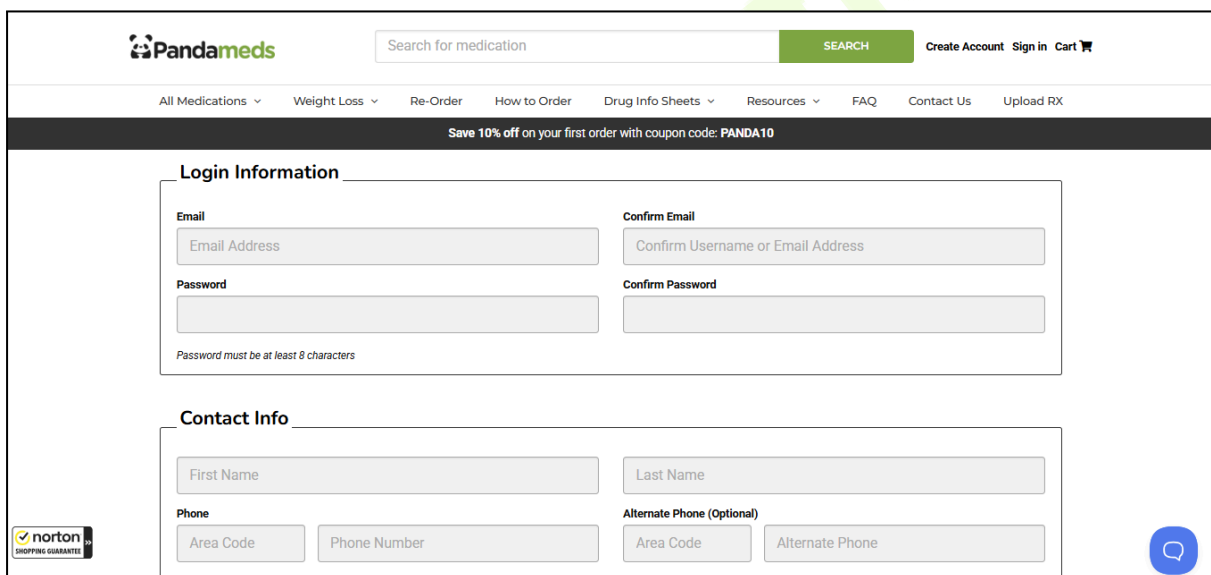 Pandameds
Search for medication
SEARCH
Create Account Sign in Cart
All Medications Weight Loss Re-Order How to Order Drug Info Sheets Resources FAQ Contact Us Upload RX
Save 10% off on your first order with coupon code: PANDA10
Login Information
Email Confirm Email
Email Address Confirm Username or Email Address
Password Confirm Password
Password must be at least 8 characters
Contact Info
First Name Last Name
Phone Alternate Phone (Optional)
Area Code Phone Number Area Code Alternate Phone
norton
SHOPPING GUARANTEE